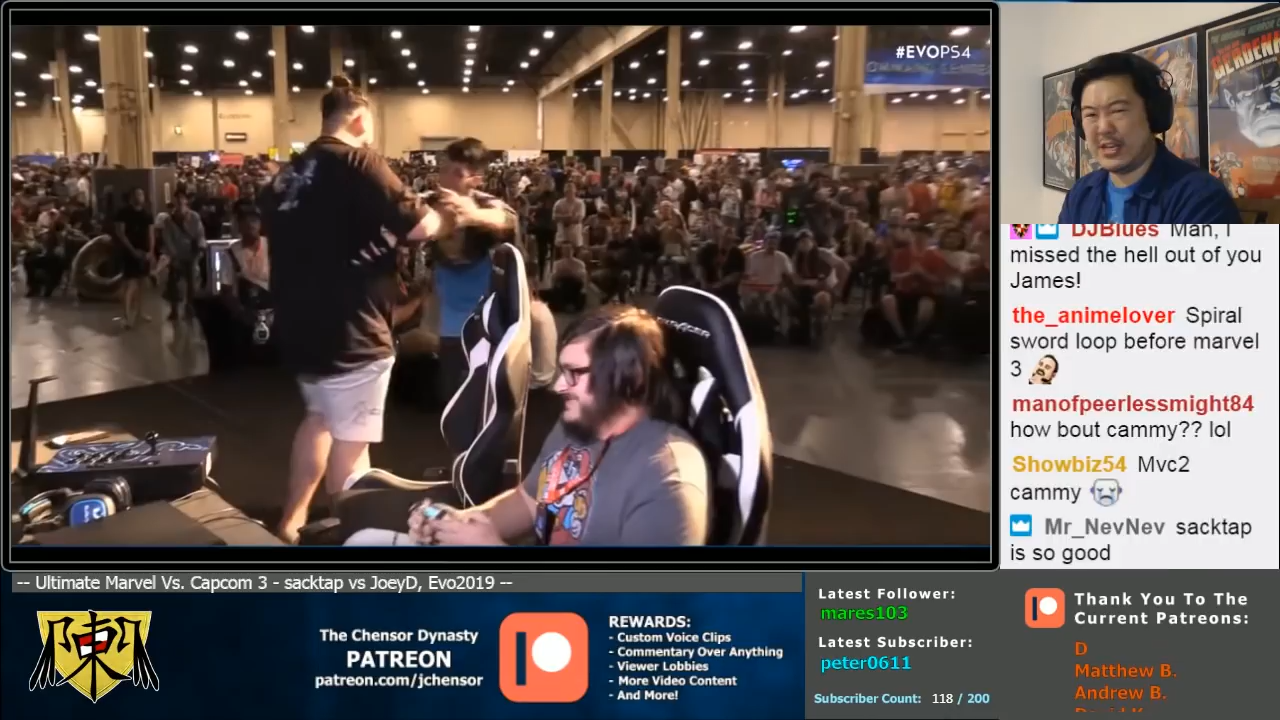 #EVOPS4
DJBlues Man, I
missed the hell out of you
James!
the_animelover Spiral
sword loop before marvel
3
manofpeerlessmight84
how bout cammy?? lol
Showbiz54 Mvc2
cammy
Mr_NevNev sacktap
is so good
-- Ultimate Marvel Vs. Capcom 3 - sacktap vs JoeyD, Evo2019 --
The Chensor Dynasty
PATREON
patreon.com/jchensor
REWARDS:
- Custom Voice Clips
- Commentary Over Anything
- Viewer Lobbies
- More Video Content
- And More!
Latest Follower:
mares103
Latest Subscriber:
peter0611
Subscriber Count: 118 / 200
Thank You To The
Current Patreons:
D
Matthew B.
Andrew B.